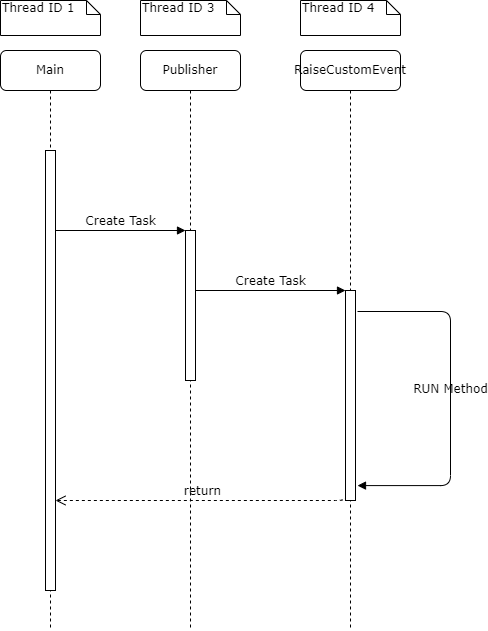 Thread ID 1
Thread ID 3
Thread ID 4
Main
Publisher
RaiseCustomEvent
Create Task
Create Task
RUN Method
return